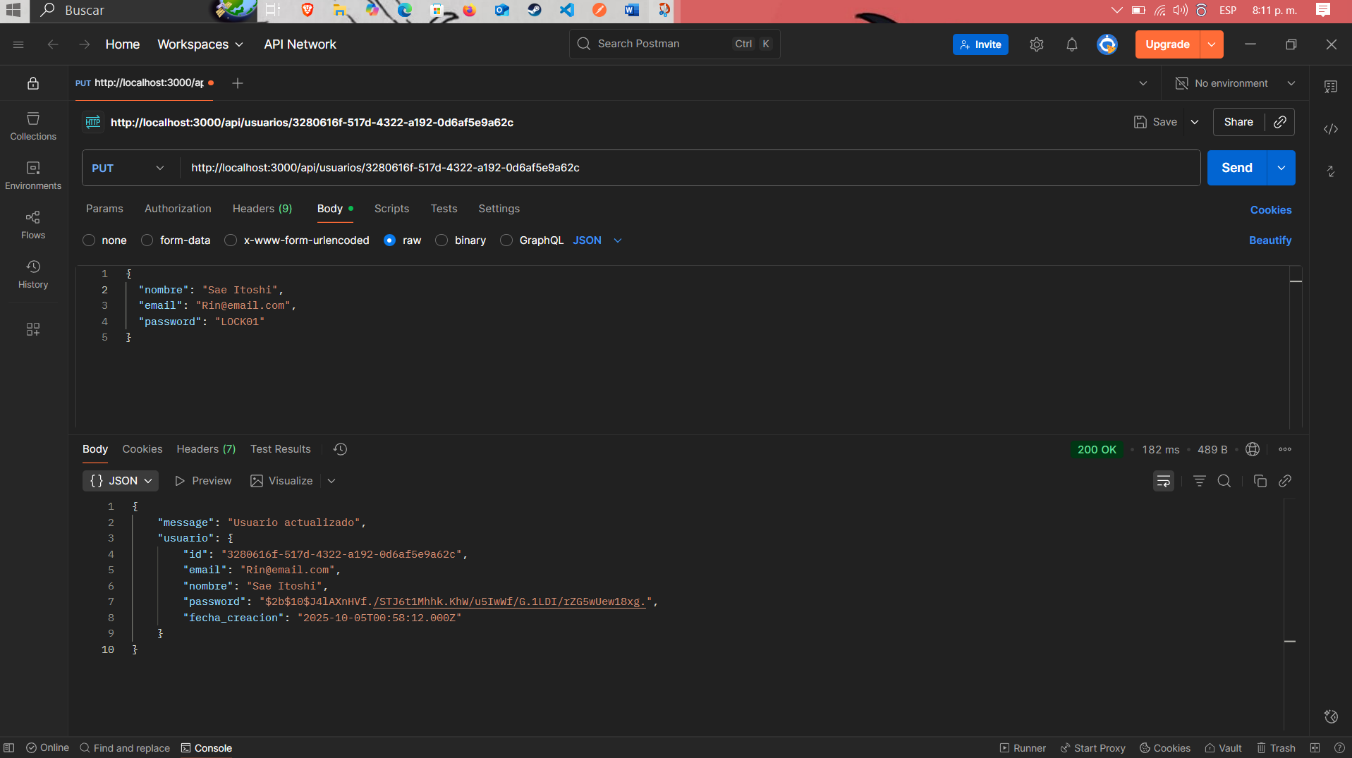 Buscar
ESP 8:11 p. m.
Home Workspaces API Network Search Postman Ctrl K Invite Upgrade
PUT http://localhost:3000/ap No environment
HTTP http://localhost:3000/api/usuarios/3280616f-517d-4322-a192-0d6af5e9a62c Save Share
PUT http://localhost:3000/api/usuarios/3280616f-517d-4322-a192-0d6af5e9a62c Send
Params Authorization Headers (9) Body Scripts Tests Settings Cookies
none form-data x-www-form-urlencoded raw binary GraphQL JSON Beautify
Collections
Environments
Flows
History
1 {
2 "nombre": "Sae Itoshi",
3 "email": "Rin@email.com",
4 "password": "LOCK01"
5 }
Body Cookies Headers (7) Test Results 200 OK • 182 ms • 489 B
{} JSON Preview Visualize
1 {
2 "message": "Usuario actualizado",
3 "usuario": {
4 "id": "3280616f-517d-4322-a192-0d6af5e9a62c",
5 "email": "Rin@email.com",
6 "nombre": "Sae Itoshi",
7 "password": "$2b$10$J4lAXnHVf./STJ6t1Mhhk.KhW/u5IwWf/G.1LDI/rZG5wUew18xg.",
8 "fecha_creacion": "2025-10-05T00:58:12.000Z"
9 }
10 }
Online Find and replace Console Runner Start Proxy Cookies Vault Trash